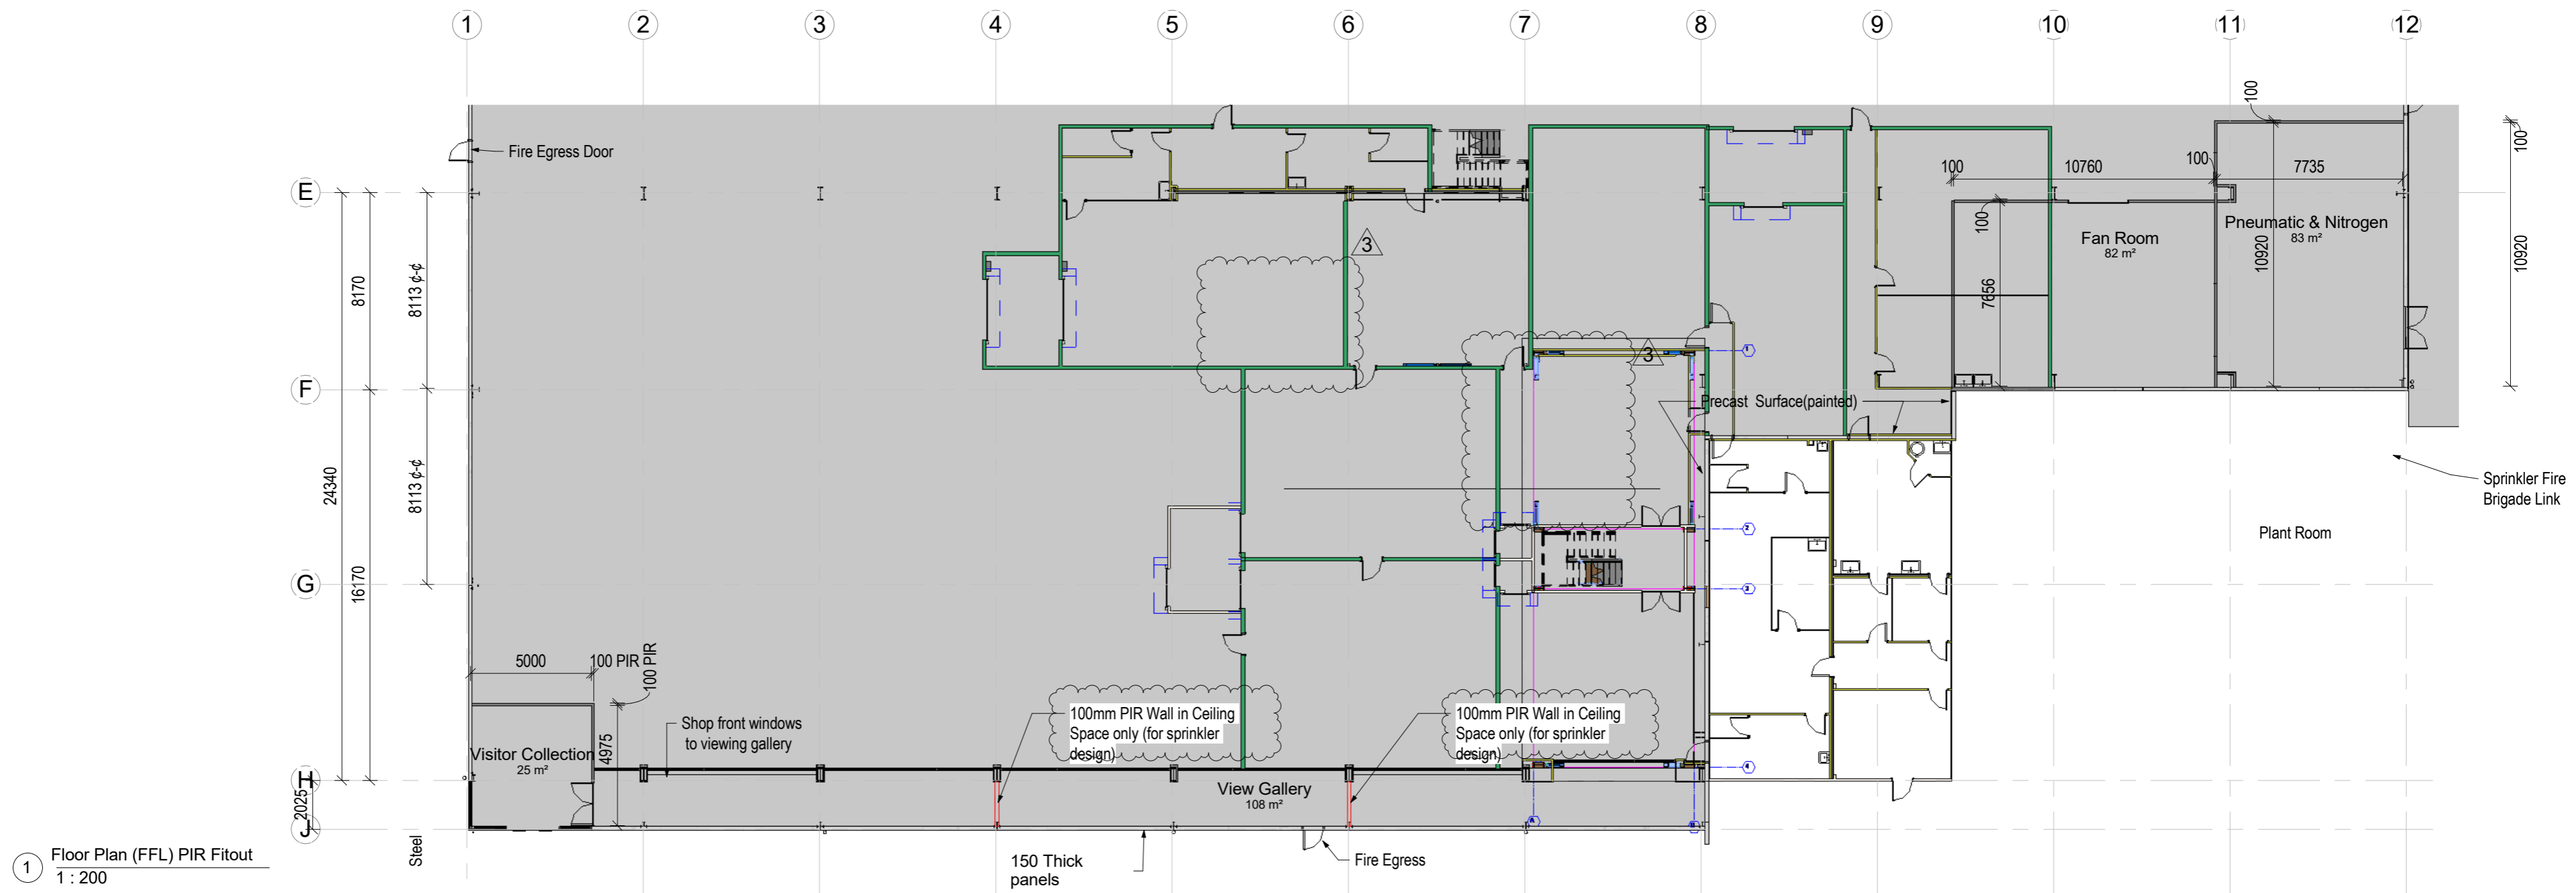 1 2 3 4 5 6 7 8 9 10 11 12
Fire Egress Door
E
F
G
H
J
8170
8113 ¢-¢
24340
16170
8113 ¢-¢
2025
Steel
3
3
100
100
10760
100
7735
100
100
Fan Room
82 m²
Pneumatic & Nitrogen
83 m²
7656
10920
10920
Precast Surface(painted)
1
2
3
4
Sprinkler Fire
Brigade Link
Plant Room
5000
100 PIR
100 PIR
4975
Visitor Collection
25 m²
Shop front windows
to viewing gallery
100mm PIR Wall in Ceiling
Space only (for sprinkler
design)
100mm PIR Wall in Ceiling
Space only (for sprinkler
design)
View Gallery
108 m²
150 Thick
panels
Fire Egress
1
Floor Plan (FFL) PIR Fitout
1 : 200